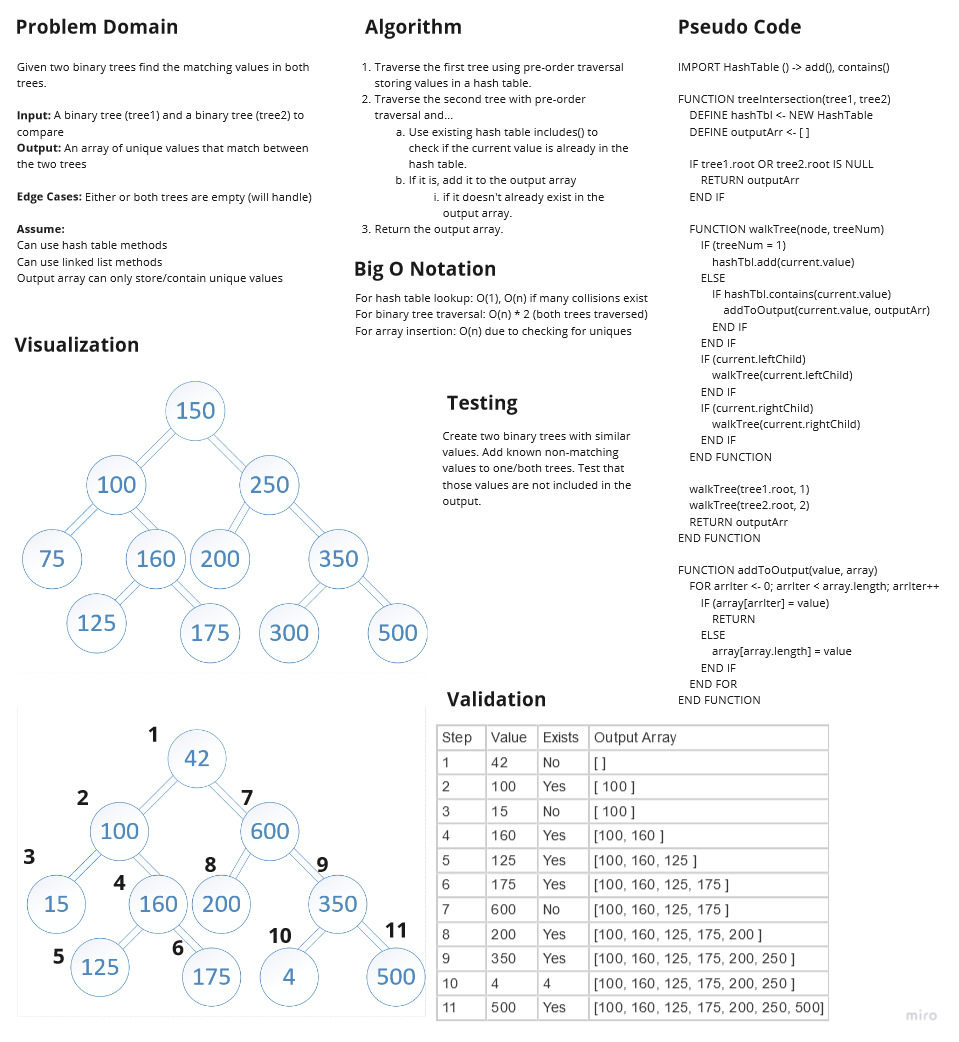 Problem Domain
Given two binary trees find the matching values in both
trees.
Input: A binary tree (tree1) and a binary tree (tree2) to
compare
Output: An array of unique values that match between
the two trees
Edge Cases: Either or both trees are empty (will handle)
Assume:
Can use hash table methods
Can use linked list methods
Output array can only store/contain unique values
Algorithm
1. Traverse the first tree using pre-order traversal
storing values in a hash table.
2. Traverse the second tree with pre-order
traversal and...
a. Use existing hash table includes() to
check if the current value is already in the
hash table.
b. If it is, add it to the output array
i. if it doesn't already exist in the
output array.
3. Return the output array.
Big O Notation
For hash table lookup: O(1), O(n) if many collisions exist
For binary tree traversal: O(n) * 2 (both trees traversed)
For array insertion: O(n) due to checking for uniques
Pseudo Code
IMPORT HashTable () -> add(), contains()
FUNCTION treeIntersection(tree1, tree2)
DEFINE hashTbl <- NEW HashTable
DEFINE outputArr <- [ ]
IF tree1.root OR tree2.root IS NULL
RETURN outputArr
END IF
FUNCTION walkTree(node, treeNum)
IF (treeNum = 1)
hashTbl.add(current.value)
ELSE
IF hashTbl.contains(current.value)
addToOutput(current.value, outputArr)
END IF
END IF
IF (current.leftChild)
walkTree(current.leftChild)
END IF
IF (current.rightChild)
walkTree(current.rightChild)
END IF
END FUNCTION
walkTree(tree1.root, 1)
walkTree(tree2.root, 2)
RETURN outputArr
END FUNCTION
FUNCTION addToOutput(value, array)
FOR arrIter <- 0; arrIter < array.length; arrIter++
IF (array[arrIter] = value)
RETURN
ELSE
array[array.length] = value
END IF
END FOR
END FUNCTION
Visualization
150
100 250
75 160 200 350
125 175 300 500
Testing
Create two binary trees with similar
values. Add known non-matching
values to one/both trees. Test that
those values are not included in the
output.
1
42
2 7
100 600
3 4 8 9
15 160 200 350
5 6 10 11
125 175 4 500
Validation
Step Value Exists Output Array
1 42 No [ ]
2 100 Yes [ 100 ]
3 15 No [ 100 ]
4 160 Yes [100, 160 ]
5 125 Yes [100, 160, 125 ]
6 175 Yes [100, 160, 125, 175 ]
7 600 No [100, 160, 125, 175 ]
8 200 Yes [100, 160, 125, 175, 200 ]
9 350 Yes [100, 160, 125, 175, 200, 250 ]
10 4 4 [100, 160, 125, 175, 200, 250 ]
11 500 Yes [100, 160, 125, 175, 200, 250, 500]
miro